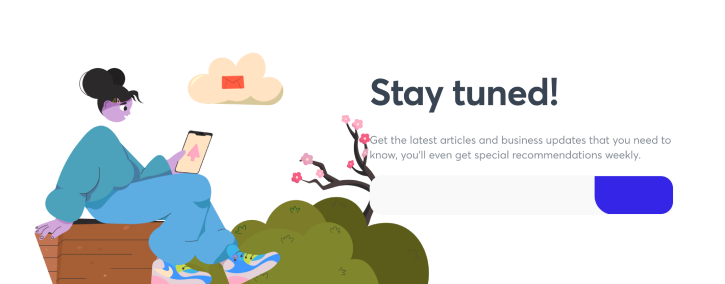 Stay tuned!
Get the latest articles and business updates that you need to
know, you'll even get special recommendations weekly.